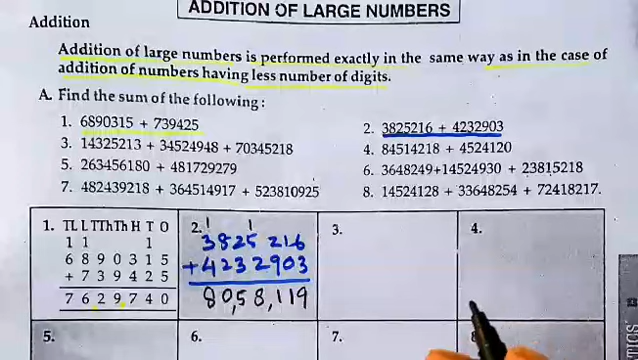 ADDITION OF LARGE NUMBERS
Addition
Addition of large numbers is performed exactly in the same way as in the case of
addition of numbers having less number of digits.
A. Find the sum of the following :
1. 6890315 + 739425
2. 3825216 + 4232903
3. 14325213 + 34524948 + 70345218
4. 84514218 + 4524120
5. 263456180 + 481729279
6. 3648249+14524930 + 23815218
7. 482439218 + 364514917 + 523810925
8. 14524128 + 33648254 + 72418217.
1. TL L TTh Th H T O
1 1 1
6 8 9 0 3 1 5
+ 7 3 9 4 2 5
7 6 2 9 7 4 0
2. 1 1
3825 216
+4232903
80,58,119
3.
4.
5.
6.
7.
8